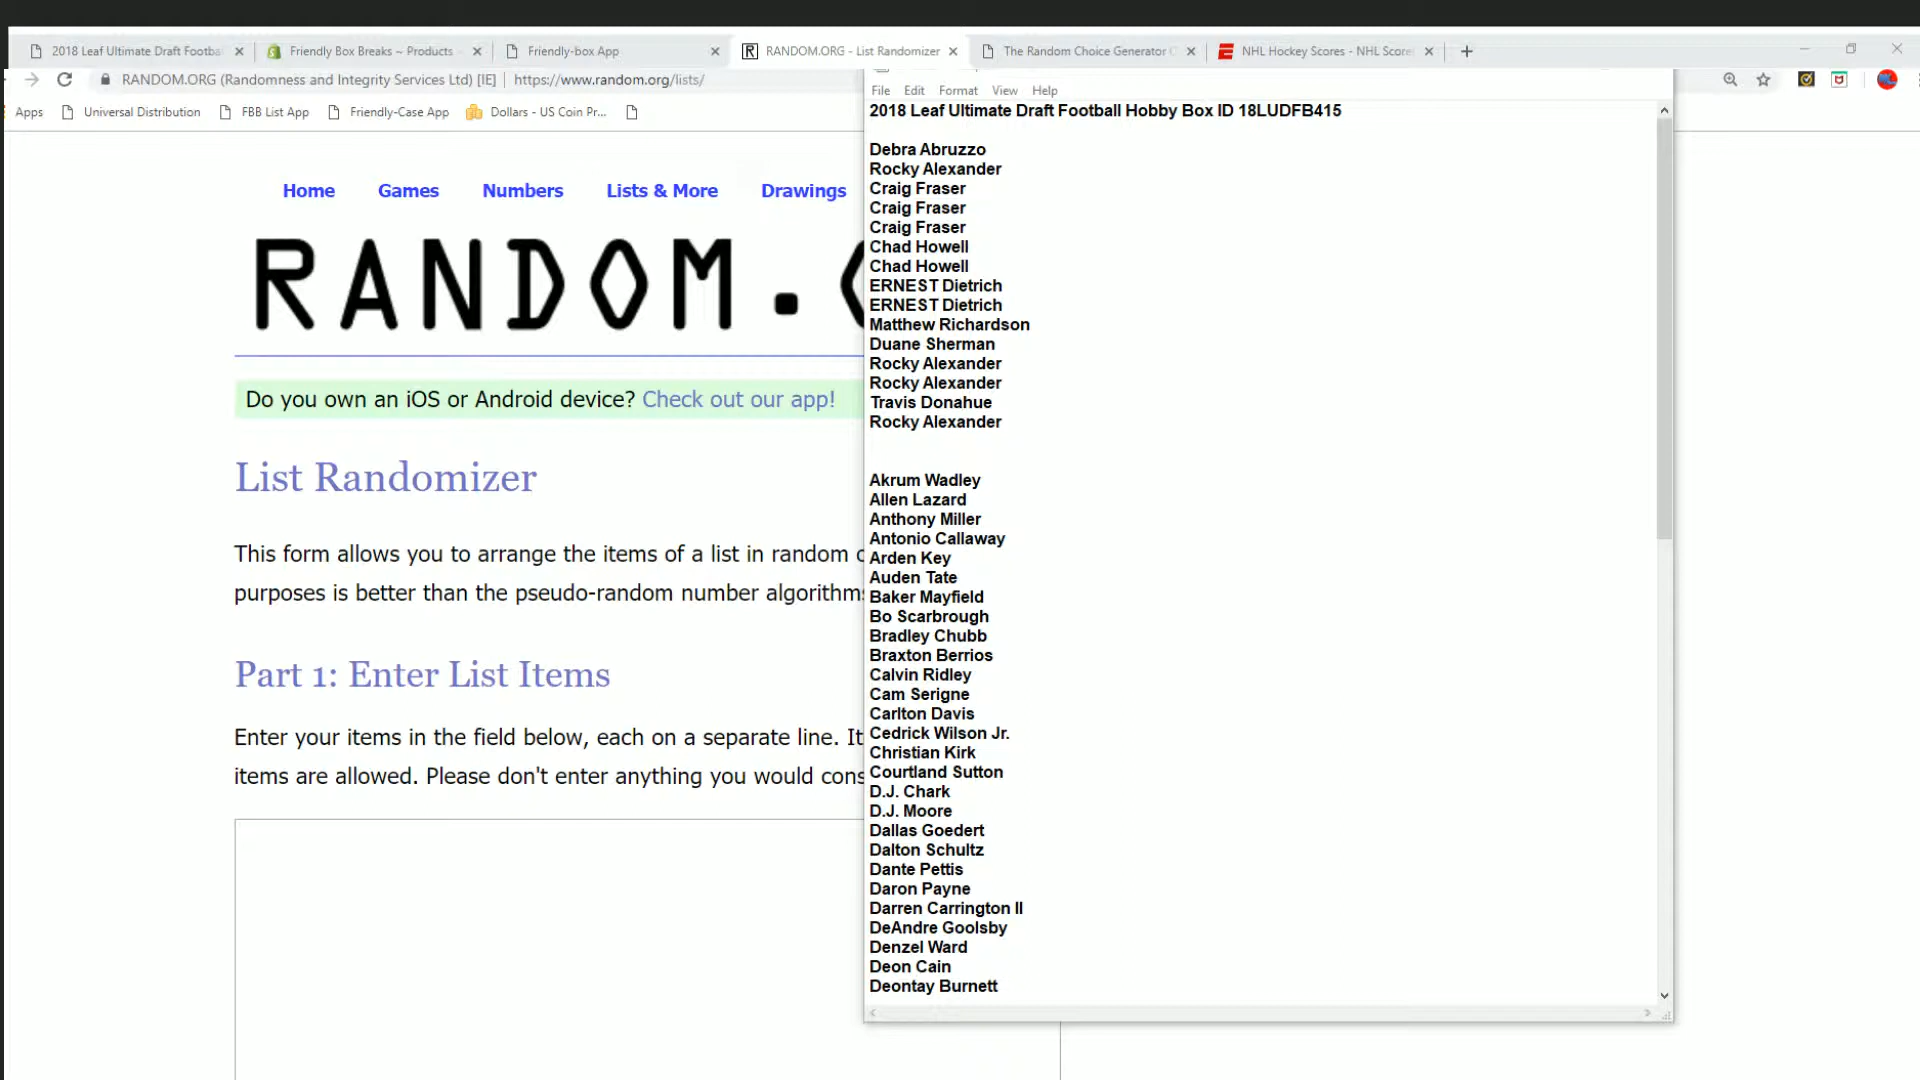 2018 Leaf Ultimate Draft Footba
Friendly Box Breaks ~ Products
Friendly-box App
RANDOM.ORG - List Randomizer
The Random Choice Generator
NHL Hockey Scores - NHL Score
RANDOM.ORG (Randomness and Integrity Services Ltd) [IE] | https://www.random.org/lists/
Apps
Universal Distribution
FBB List App
Friendly-Case App
Dollars - US Coin Pr...
Home
Games
Numbers
Lists & More
Drawings
RANDOM.
Do you own an iOS or Android device? Check out our app!
List Randomizer
This form allows you to arrange the items of a list in random
purposes is better than the pseudo-random number algorithms
Part 1: Enter List Items
Enter your items in the field below, each on a separate line. It
items are allowed. Please don't enter anything you would cons
File
Edit
Format
View
Help
2018 Leaf Ultimate Draft Football Hobby Box ID 18LUDFB415
Debra Abruzzo
Rocky Alexander
Craig Fraser
Craig Fraser
Craig Fraser
Chad Howell
Chad Howell
ERNEST Dietrich
ERNEST Dietrich
Matthew Richardson
Duane Sherman
Rocky Alexander
Rocky Alexander
Travis Donahue
Rocky Alexander
Akrum Wadley
Allen Lazard
Anthony Miller
Antonio Callaway
Arden Key
Auden Tate
Baker Mayfield
Bo Scarbrough
Bradley Chubb
Braxton Berrios
Calvin Ridley
Cam Serigne
Carlton Davis
Cedrick Wilson Jr.
Christian Kirk
Courtland Sutton
D.J. Chark
D.J. Moore
Dallas Goedert
Dalton Schultz
Dante Pettis
Daron Payne
Darren Carrington II
DeAndre Goolsby
Denzel Ward
Deon Cain
Deontay Burnett